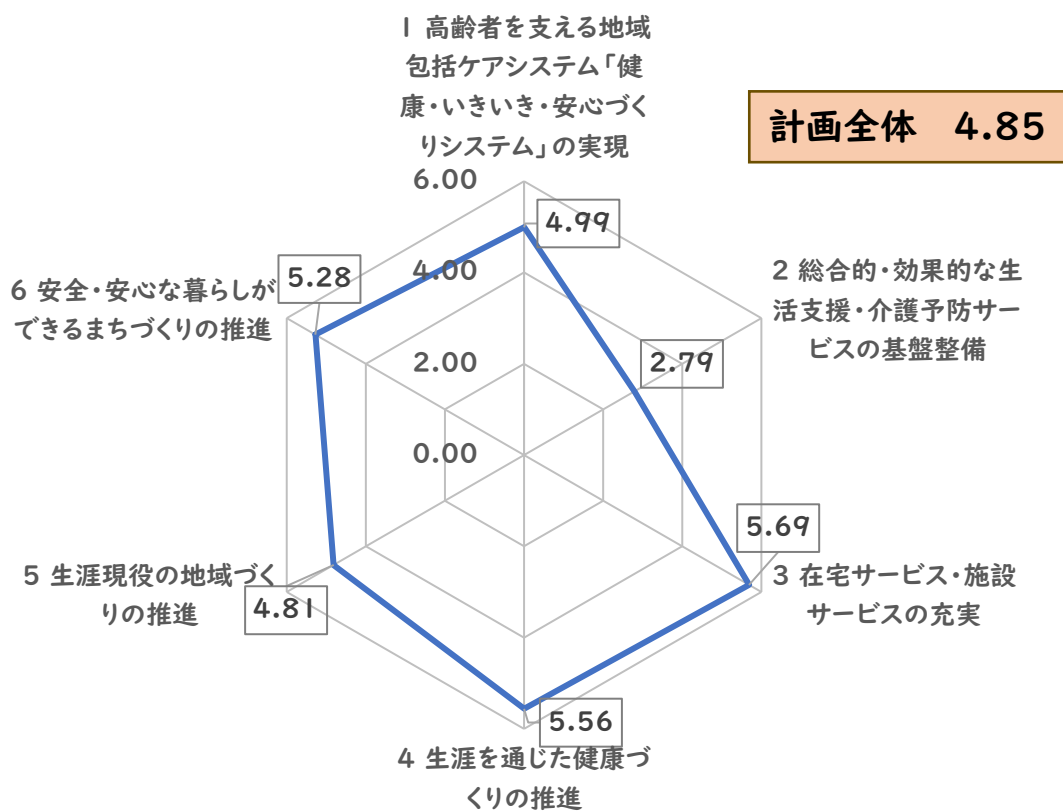 1 高齢者を支える地域
包括ケアシステム「健
康・いきいき・安心づく
りシステム」の実現
計画全体　4.85
6.00
4.99
4.00
5.28
6 安全・安心な暮らしが
できるまちづくりの推進
2 総合的・効果的な生
活支援・介護予防サー
ビスの基盤整備
2.00
2.79
0.00
5.69
3 在宅サービス・施設
サービスの充実
5 生涯現役の地域づく
りの推進
4.81
5.56
4 生涯を通じた健康づ
くりの推進